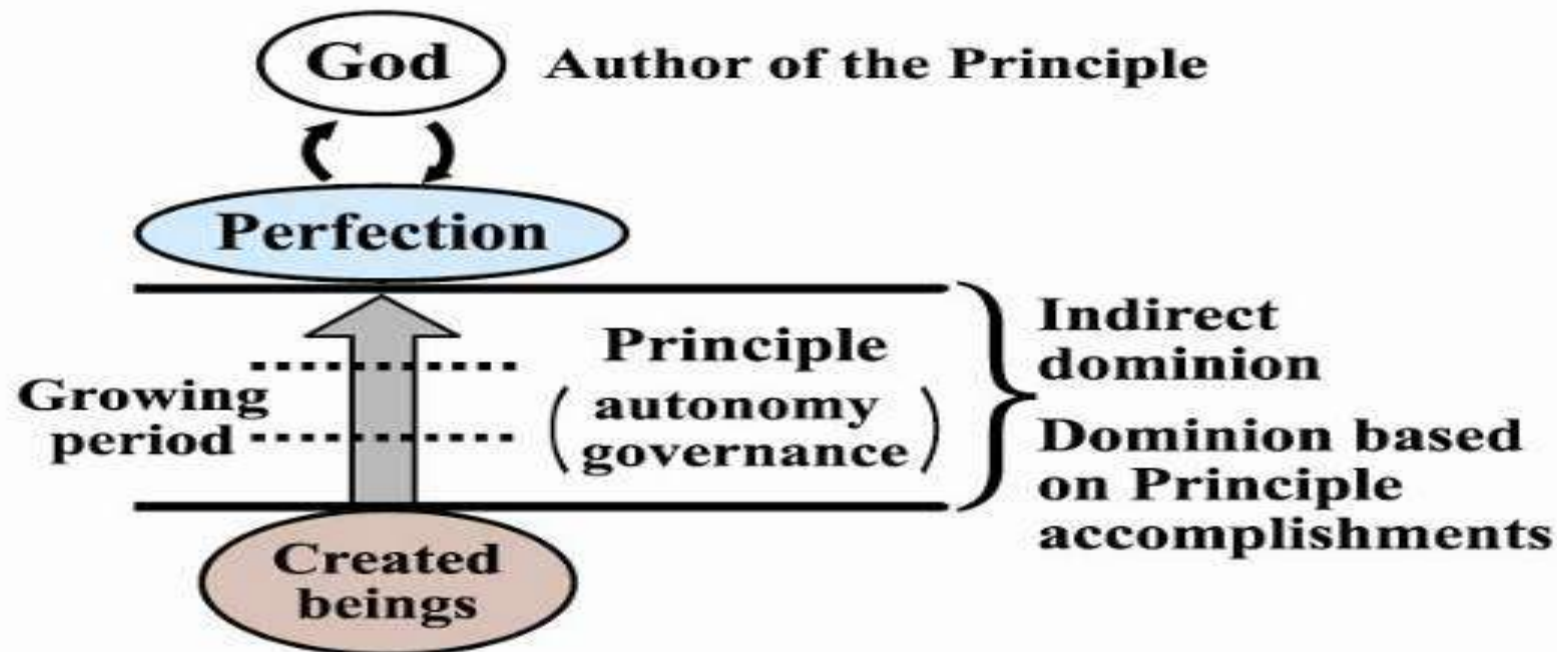 God
Author of the Principle
Perfection
Growing
period
Principle
(autonomy
governance)
Indirect
dominion
Dominion based
on Principle
accomplishments
Created
beings